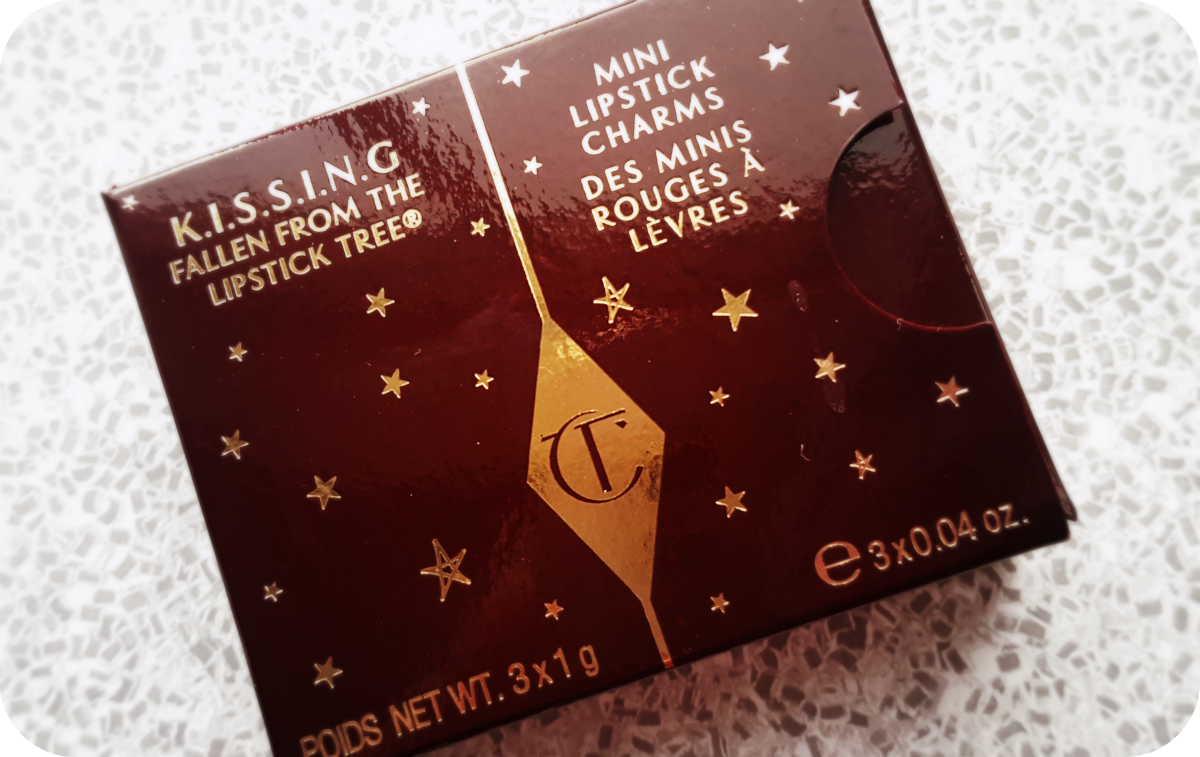 K.I.S.S.I.N.G
FALLEN FROM THE
LIPSTICK TREE®
MINI
LIPSTICK
CHARMS
DES MINIS
ROUGES À
LÈVRES
CT
℮ 3x0.04 oz.
POIDS NET WT. 3x1 g